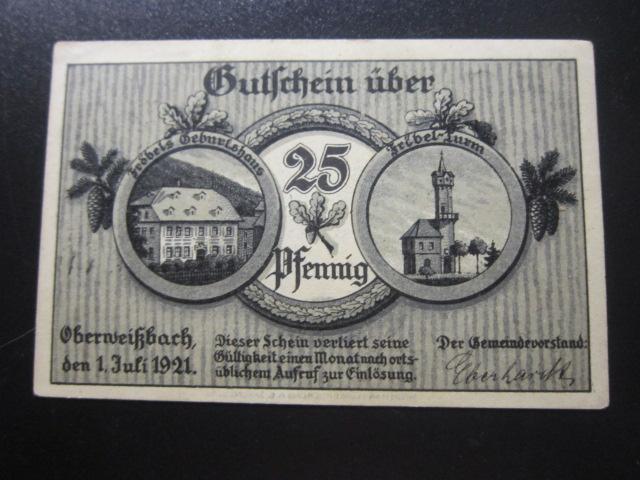 Gutschein über
Fröbels Geburtshaus
25
Pfennig
Fröbel-Turm
Oberweißbach,
den 1. Juli 1921.
Dieser Schein verliert seine
Gültigkeit einen Monat nach orts-
üblichem Aufruf zur Einlösung.
Der Gemeindevorstand:
Eberhardt